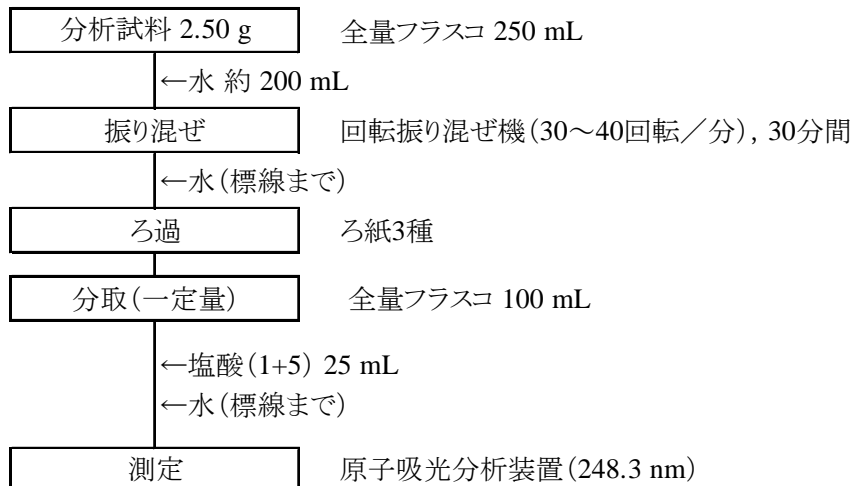 分析試料 2.50 g 全量フラスコ 250 mL
←水 約 200 mL
振り混ぜ 回転振り混ぜ機(30~40回転/分), 30分間
←水(標線まで)
ろ過 ろ紙3種
分取(一定量) 全量フラスコ 100 mL
←塩酸(1+5) 25 mL
←水(標線まで)
測定 原子吸光分析装置(248.3 nm)